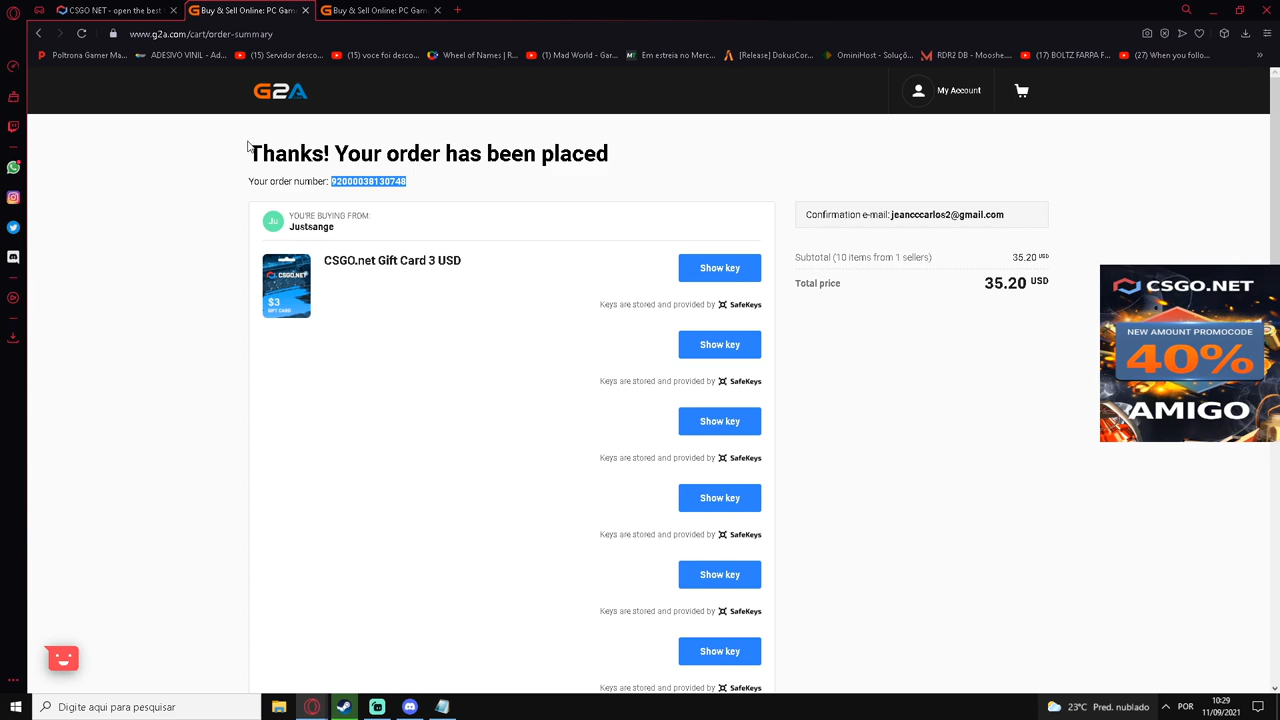 CSGO.NET - open the best
Buy & Sell Online: PC Gam
Buy & Sell Online: PC Gam
www.g2a.com/cart/order-summary
Poltrona Gamer Ma...
ADESIVO VINIL - Ad...
(15) Servidor desco...
(15) voce foi desco...
Wheel of Names | R...
(1) Mad World - Gar...
Em estreia no Merc...
[Release] DokusCor...
OminiHost - Soluçõ...
RDR2 DB - Mooshe...
(17) BOLTZ FARPA F...
(27) When you follo...
G2A
My Account
Thanks! Your order has been placed
Your order number: 92000038130748
Ju
YOU'RE BUYING FROM:
Justsange
CSGO.NET
$3
GIFT CARD
CSGO.net Gift Card 3 USD
Show key
Keys are stored and provided by SafeKeys
Show key
Keys are stored and provided by SafeKeys
Show key
Keys are stored and provided by SafeKeys
Show key
Keys are stored and provided by SafeKeys
Show key
Keys are stored and provided by SafeKeys
Show key
Keys are stored and provided by SafeKeys
Confirmation e-mail: jeancccarlos2@gmail.com
Subtotal (10 items from 1 sellers) 35.20 USD
Total price 35.20 USD
CSGO.NET
NEW AMOUNT PROMOCODE
40%
AMIGO
Digite aqui para pesquisar
23°C Pred. nublado
POR
10:29
11/09/2021